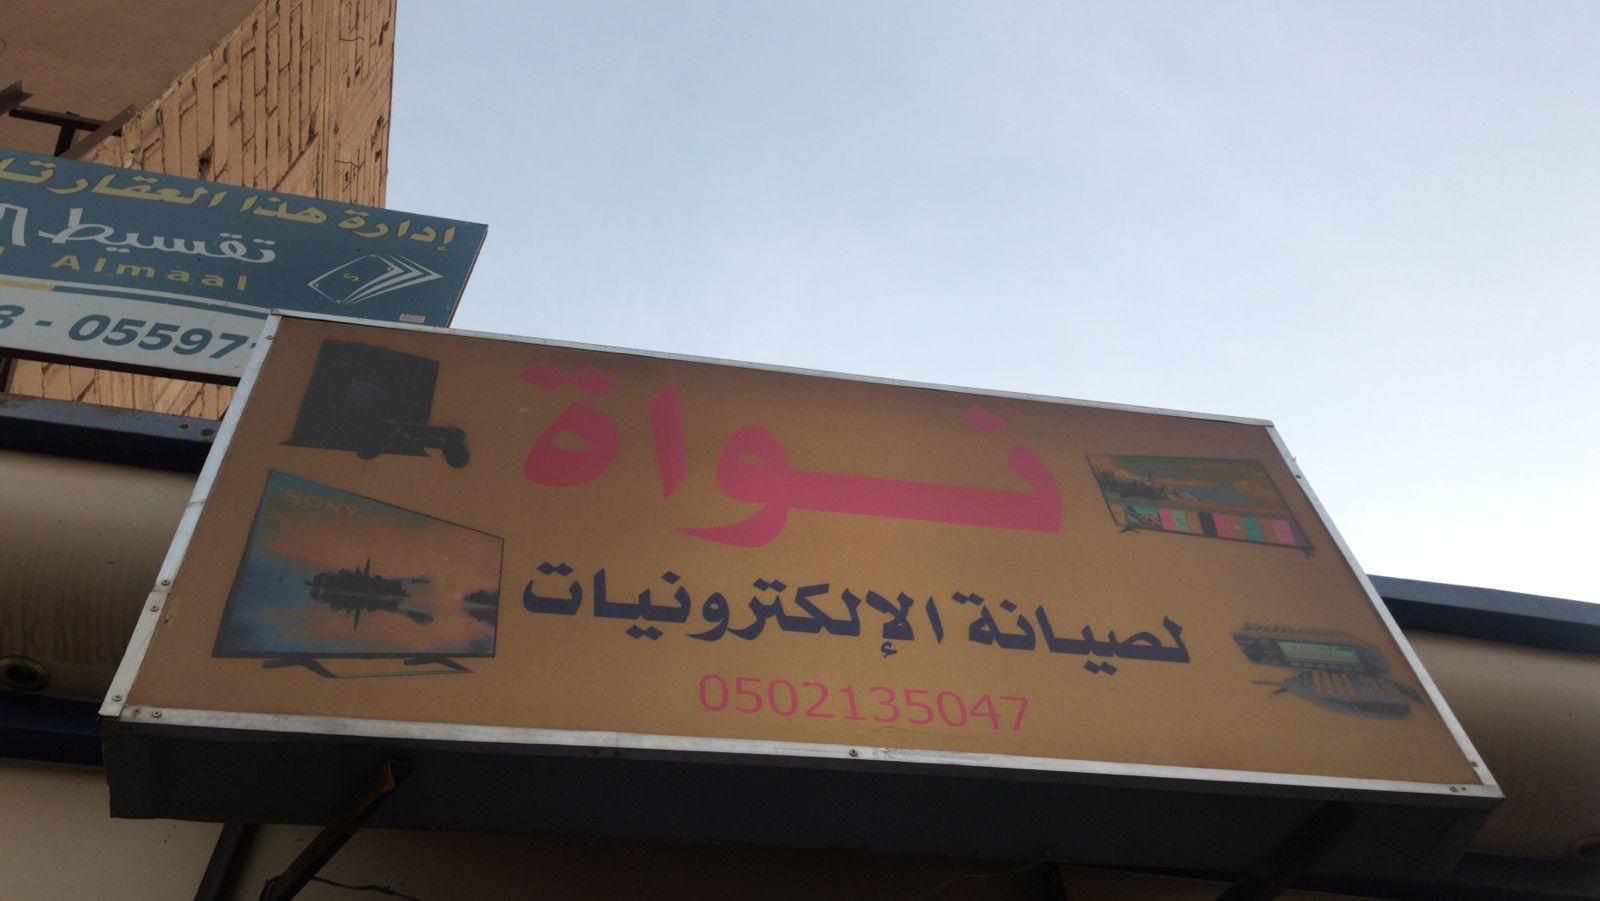 إدارة هذا العقار
تقسيط
Almaal
- 05597
نواة
لصيانة الإلكترونيات
0502135047
SONY